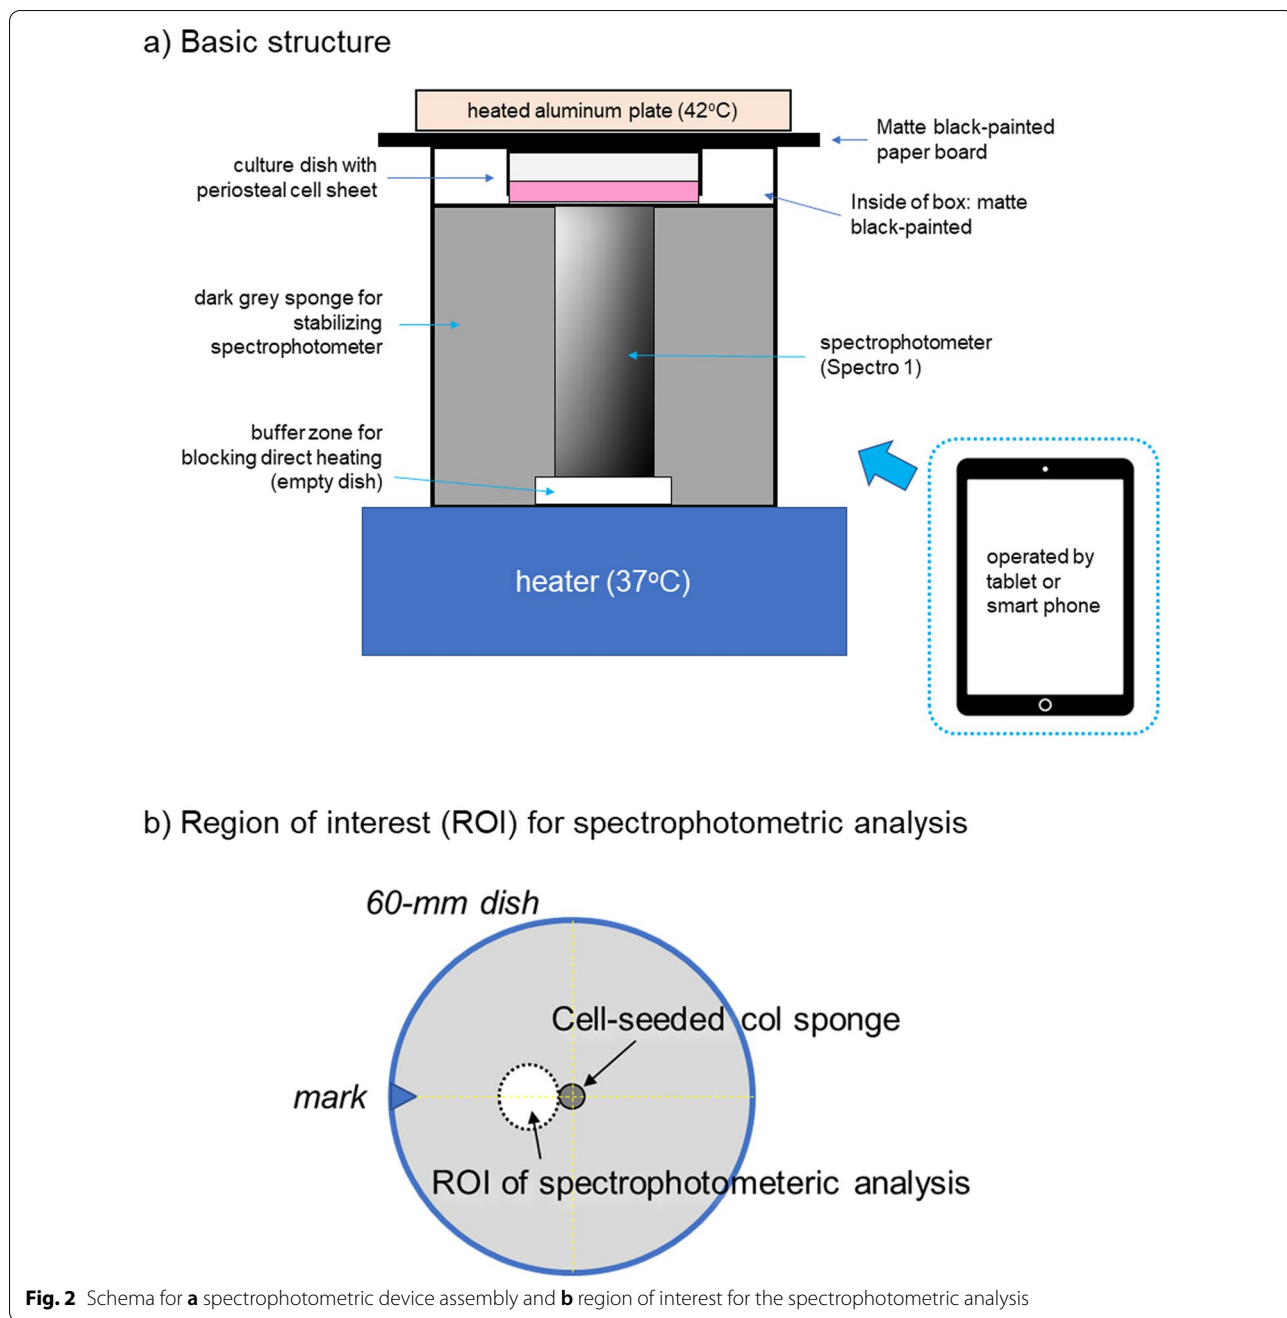 a) Basic structure
heated aluminum plate (42°C)
Matte black-painted
paper board
culture dish with
periosteal cell sheet
Inside of box: matte
black-painted
dark grey sponge for
stabilizing
spectrophotometer
spectrophotometer
(Spectro 1)
buffer zone for
blocking direct heating
(empty dish)
heater (37°C)
operated by
tablet or
smart phone
b) Region of interest (ROI) for spectrophotometric analysis
60-mm dish
Cell-seeded col sponge
mark
ROI of spectrophotometeric analysis
Fig. 2 Schema for a spectrophotometric device assembly and b region of interest for the spectrophotometric analysis